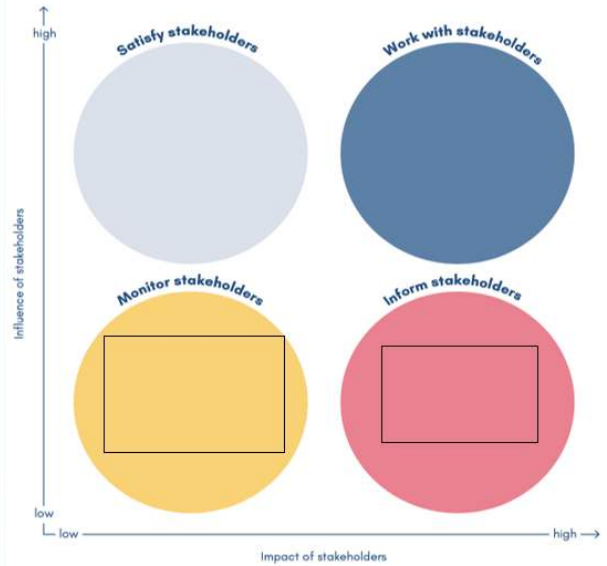 high
Satisfy stakeholders
Work with stakeholders
Influence of stakeholders
Monitor stakeholders
Inform stakeholders
low
low
high
Impact of stakeholders